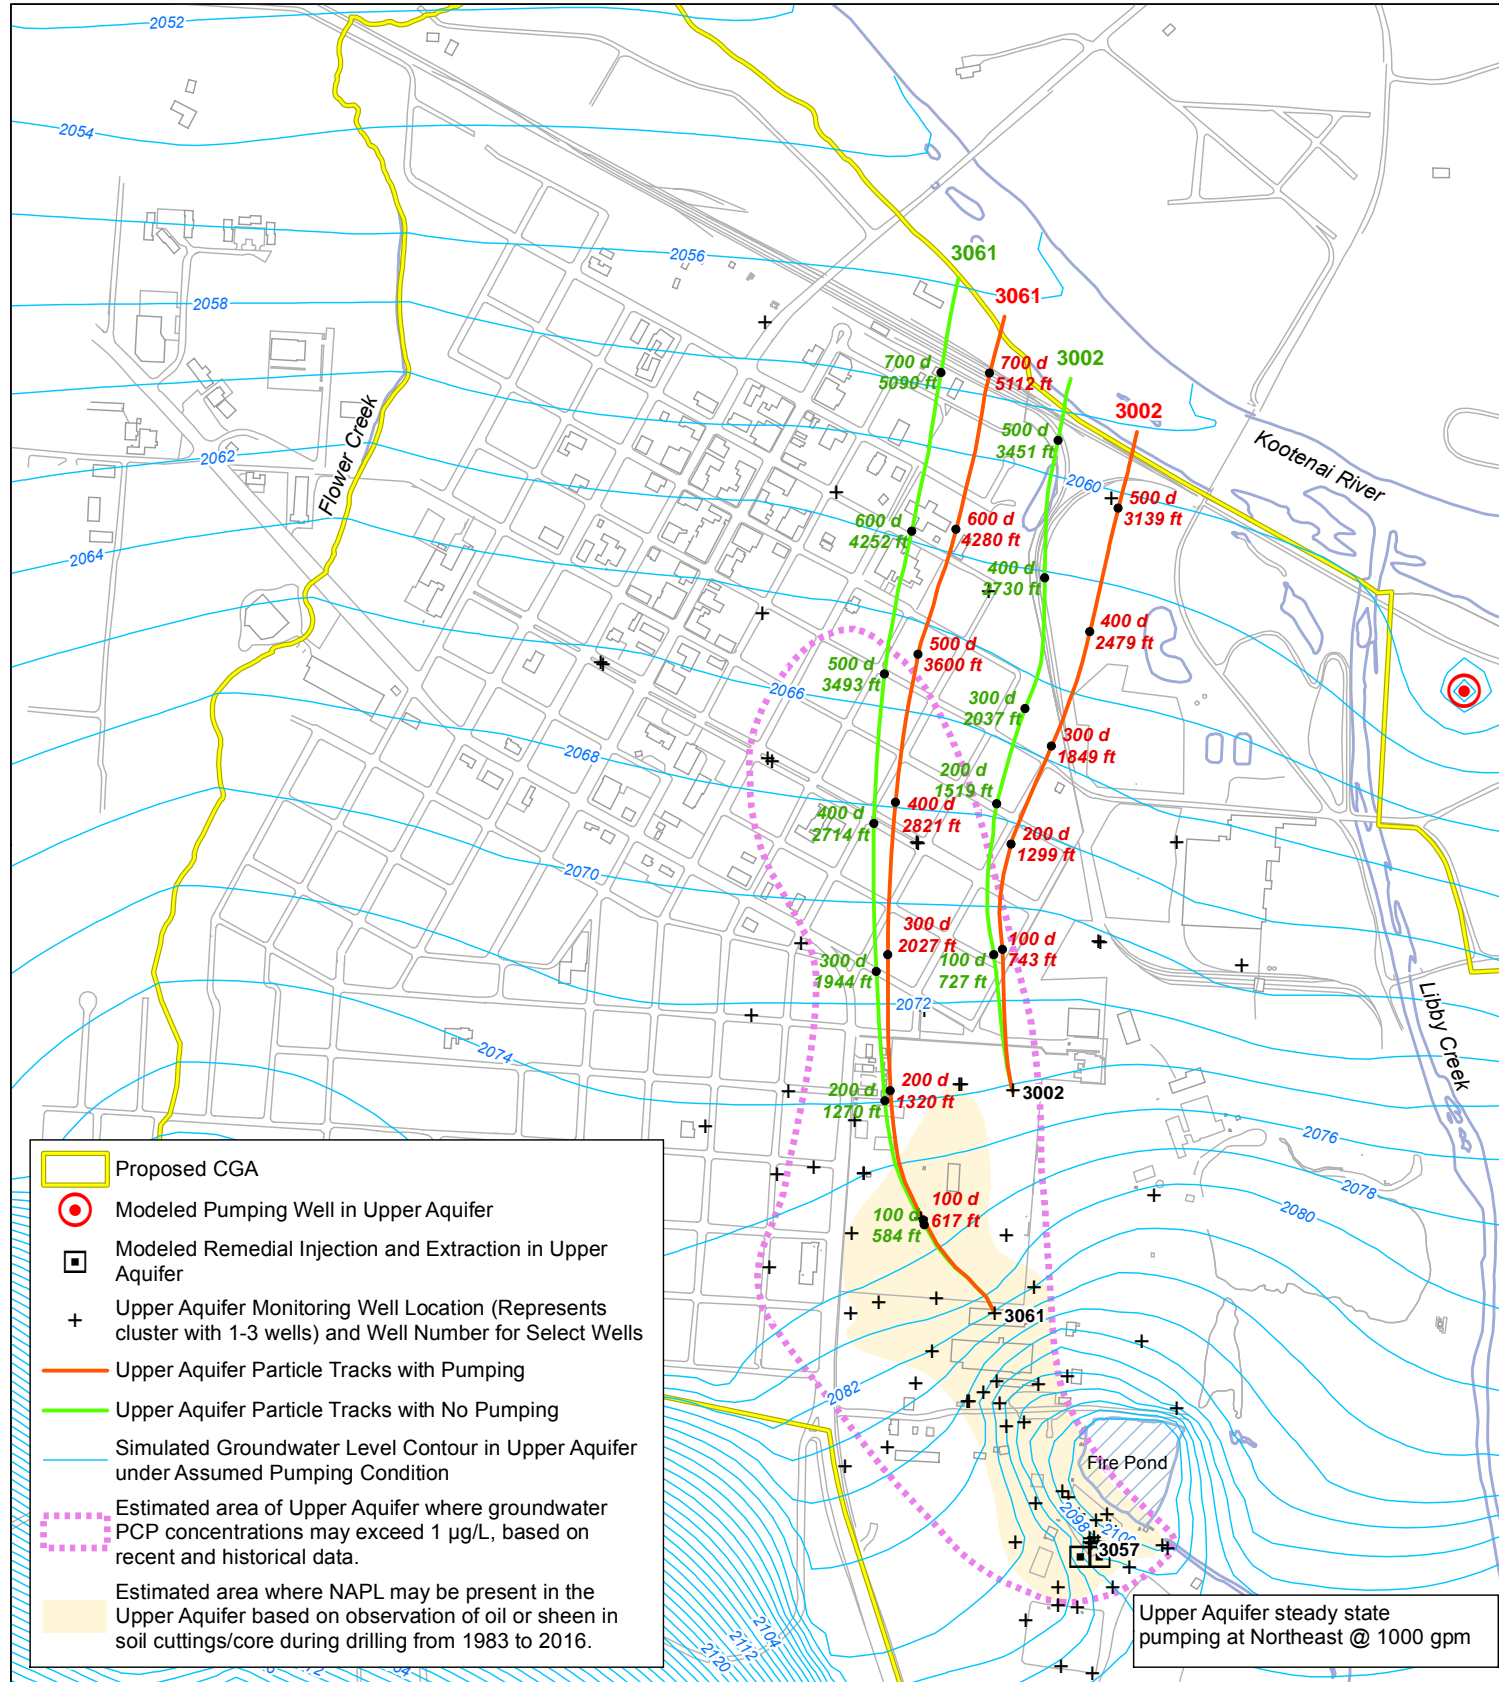 2052
2054
2056
2058
3061
3061
3002
3002
700 d
5090 ft
700 d
5112 ft
500 d
3451 ft
Kootenai River
Flower Creek
2062
2060
500 d
3139 ft
600 d
4252 ft
600 d
4280 ft
2064
400 d
2730 ft
400 d
2479 ft
500 d
3493 ft
500 d
3600 ft
2066
300 d
2037 ft
300 d
1849 ft
2068
200 d
1519 ft
400 d
2714 ft
400 d
2821 ft
200 d
1299 ft
2070
300 d
1944 ft
300 d
2027 ft
100 d
727 ft
100 d
743 ft
2072
Libby Creek
2074
200 d
1270 ft
200 d
1320 ft
3002
2076
2078
2080
100 d
584 ft
100 d
617 ft
3061
2082
Fire Pond
2098
3057
2104
2112
2120
Proposed CGA
Modeled Pumping Well in Upper Aquifer
Modeled Remedial Injection and Extraction in Upper
Aquifer
Upper Aquifer Monitoring Well Location (Represents
cluster with 1-3 wells) and Well Number for Select Wells
Upper Aquifer Particle Tracks with Pumping
Upper Aquifer Particle Tracks with No Pumping
Simulated Groundwater Level Contour in Upper Aquifer
under Assumed Pumping Condition
Estimated area of Upper Aquifer where groundwater
PCP concentrations may exceed 1 µg/L, based on
recent and historical data.
Estimated area where NAPL may be present in the
Upper Aquifer based on observation of oil or sheen in
soil cuttings/core during drilling from 1983 to 2016.
Upper Aquifer steady state
pumping at Northeast @ 1000 gpm